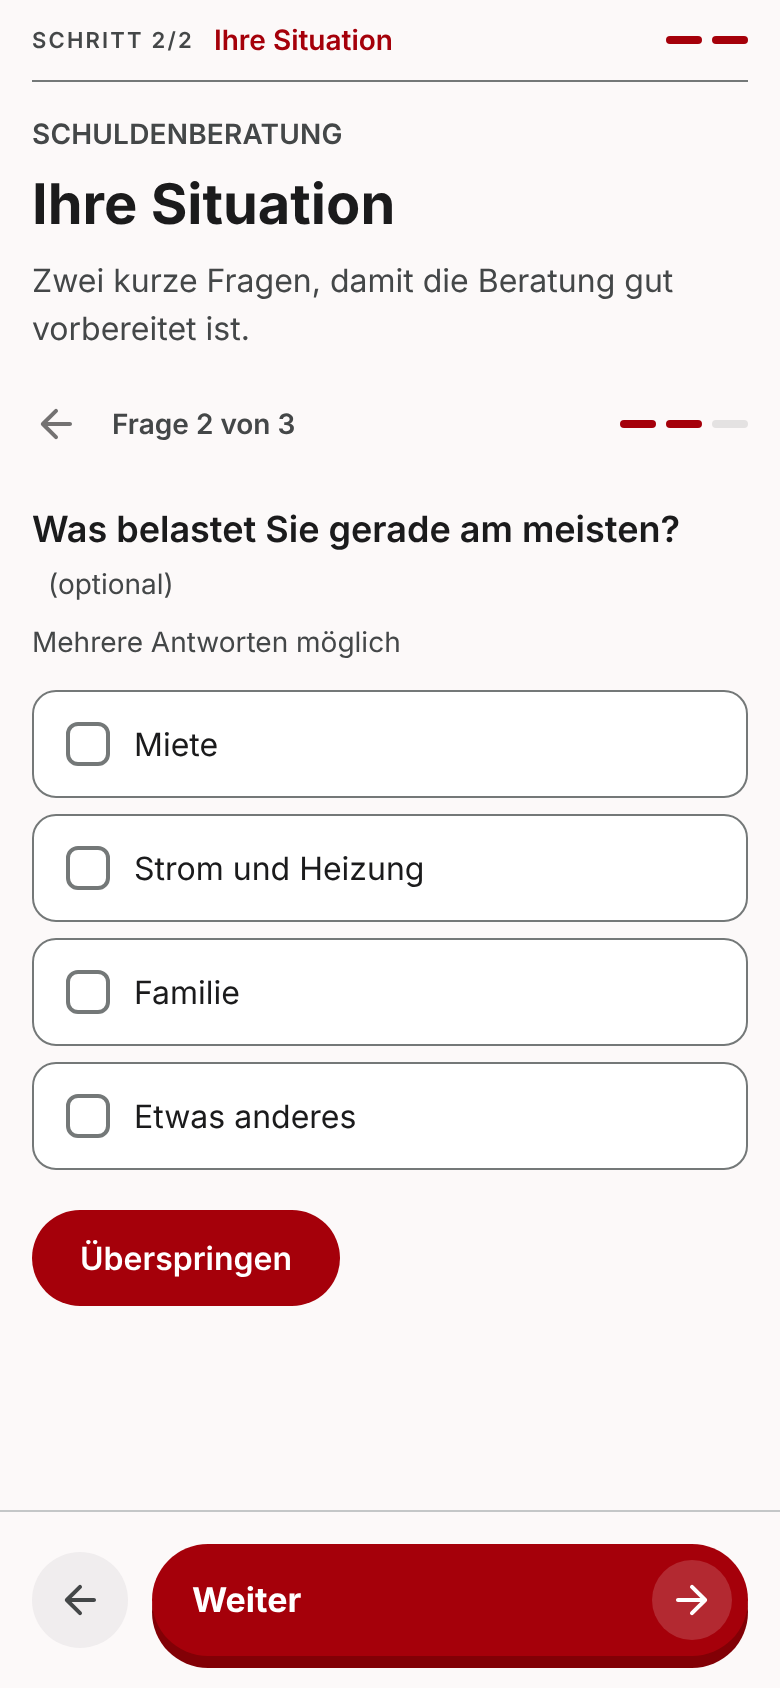 SCHRITT 2/2 Ihre Situation
SCHULDENBERATUNG
Ihre Situation
Zwei kurze Fragen, damit die Beratung gut
vorbereitet ist.
Frage 2 von 3
Was belastet Sie gerade am meisten?
(optional)
Mehrere Antworten möglich
Miete
Strom und Heizung
Familie
Etwas anderes
Überspringen
Weiter